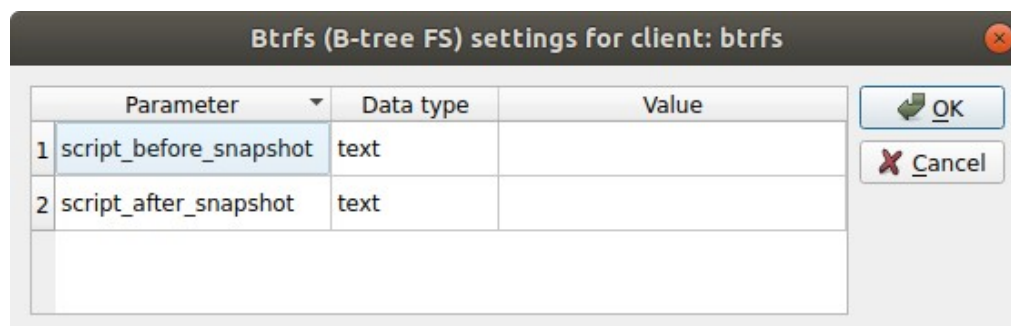 Btrfs (B-tree FS) settings for client: btrfs
Parameter Data type Value
1 script_before_snapshot text
2 script_after_snapshot text
OK
Cancel